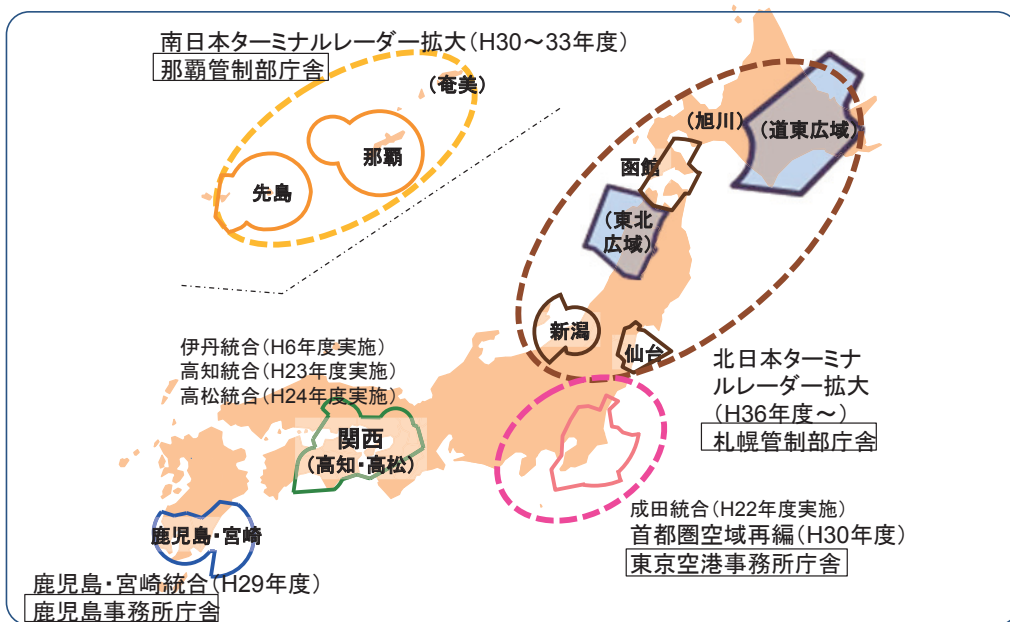 南日本ターミナルレーダー拡大(H30～33年度)
那覇管制部庁舎
(奄美)
那覇
先島
(旭川)
(道東広域)
函館
(東北
広域)
新潟
仙台
北日本ターミナ
ルレーダー拡大
(H36年度～)
札幌管制部庁舎
伊丹統合(H6年度実施)
高知統合(H23年度実施)
高松統合(H24年度実施)
関西
(高知・高松)
成田統合(H22年度実施)
首都圏空域再編(H30年度)
東京空港事務所庁舎
鹿児島・宮崎
鹿児島・宮崎統合(H29年度)
鹿児島事務所庁舎